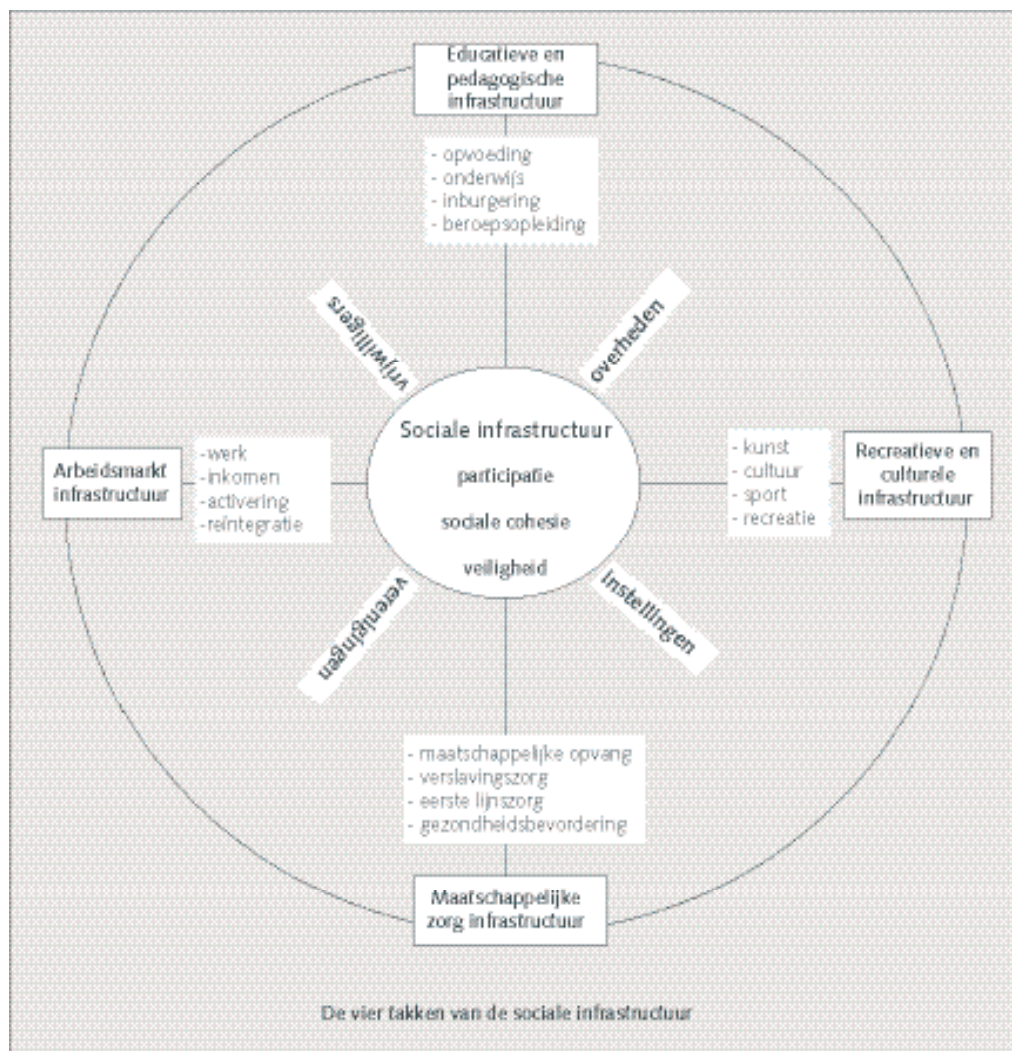 Educatieve en
pedagogische
infrastructuur
- opvoeding
- onderwijs
- inburgering
- beroepsopleiding
vrijwilligers
overheden
Sociale infrastructuur
participatie
sociale cohesie
veiligheid
Arbeidsmarkt
infrastructuur
-werk
-inkomen
-activering
-reïntegratie
- kunst
- cultuur
- sport
- recreatie
Recreatieve en
culturele
infrastructuur
verenigingen
instellingen
- maatschappelijke opvang
- verslavingszorg
- eerste lijnszorg
- gezondheidsbevordering
Maatschappelijke
zorg infrastructuur
De vier takken van de sociale infrastructuur